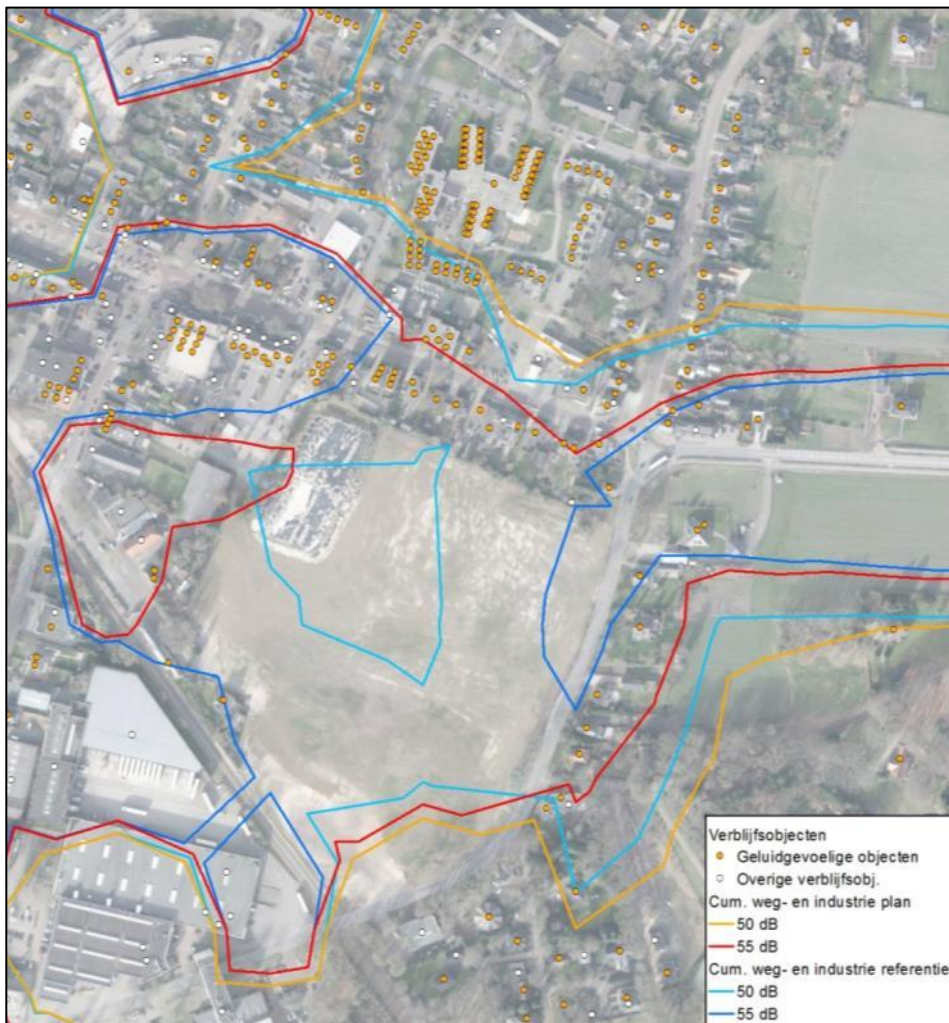 Verblijfsobjecten
Geluidgevoelige objecten
Overige verblijfsobj.
Cum. weg- en industrie plan
50 dB
55 dB
Cum. weg- en industrie referentie
50 dB
55 dB